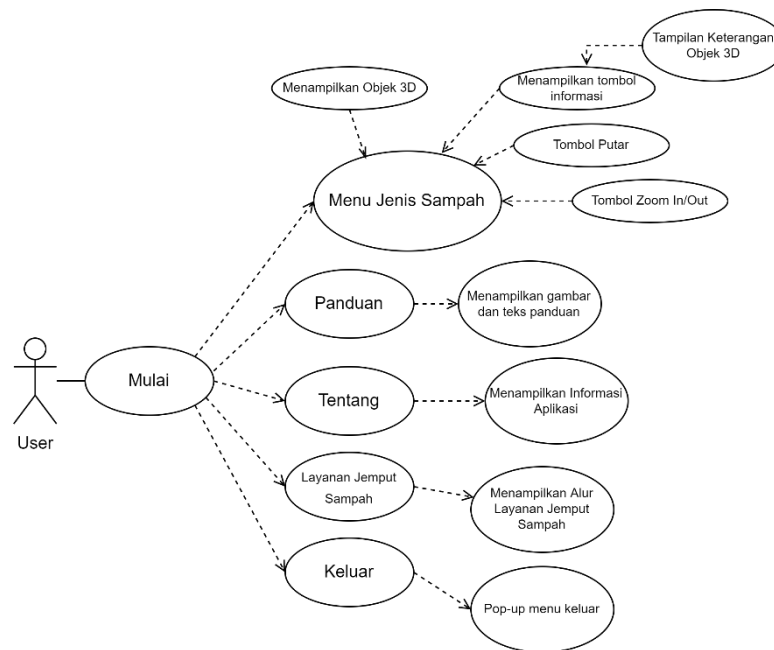 Tampilan Keterangan
Objek 3D
Menampilkan Objek 3D
Menampilkan tombol
informasi
Tombol Putar
Menu Jenis Sampah
Tombol Zoom In/Out
Panduan
Menampilkan gambar
dan teks panduan
Mulai
User
Tentang
Menampilkan Informasi
Aplikasi
Layanan Jemput
Sampah
Menampilkan Alur
Layanan Jemput
Sampah
Keluar
Pop-up menu keluar